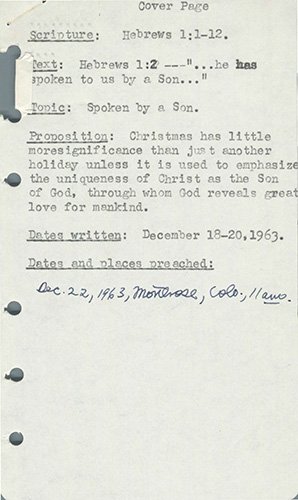 Cover Page
Scripture: Hebrews 1:1-12.
Text: Hebrews 1:2 ---"...he has
spoken to us by a Son..."
Topic: Spoken by a Son.
Proposition: Christmas has little
moresignificance than just another
holiday unless it is used to emphasize
the uniqueness of Christ as the Son
of God, through whom God reveals great
love for mankind.
Dates written: December 18-20,1963.
Dates and places preached:
Dec. 22, 1963, Montrose, Colo., 11 a.m.